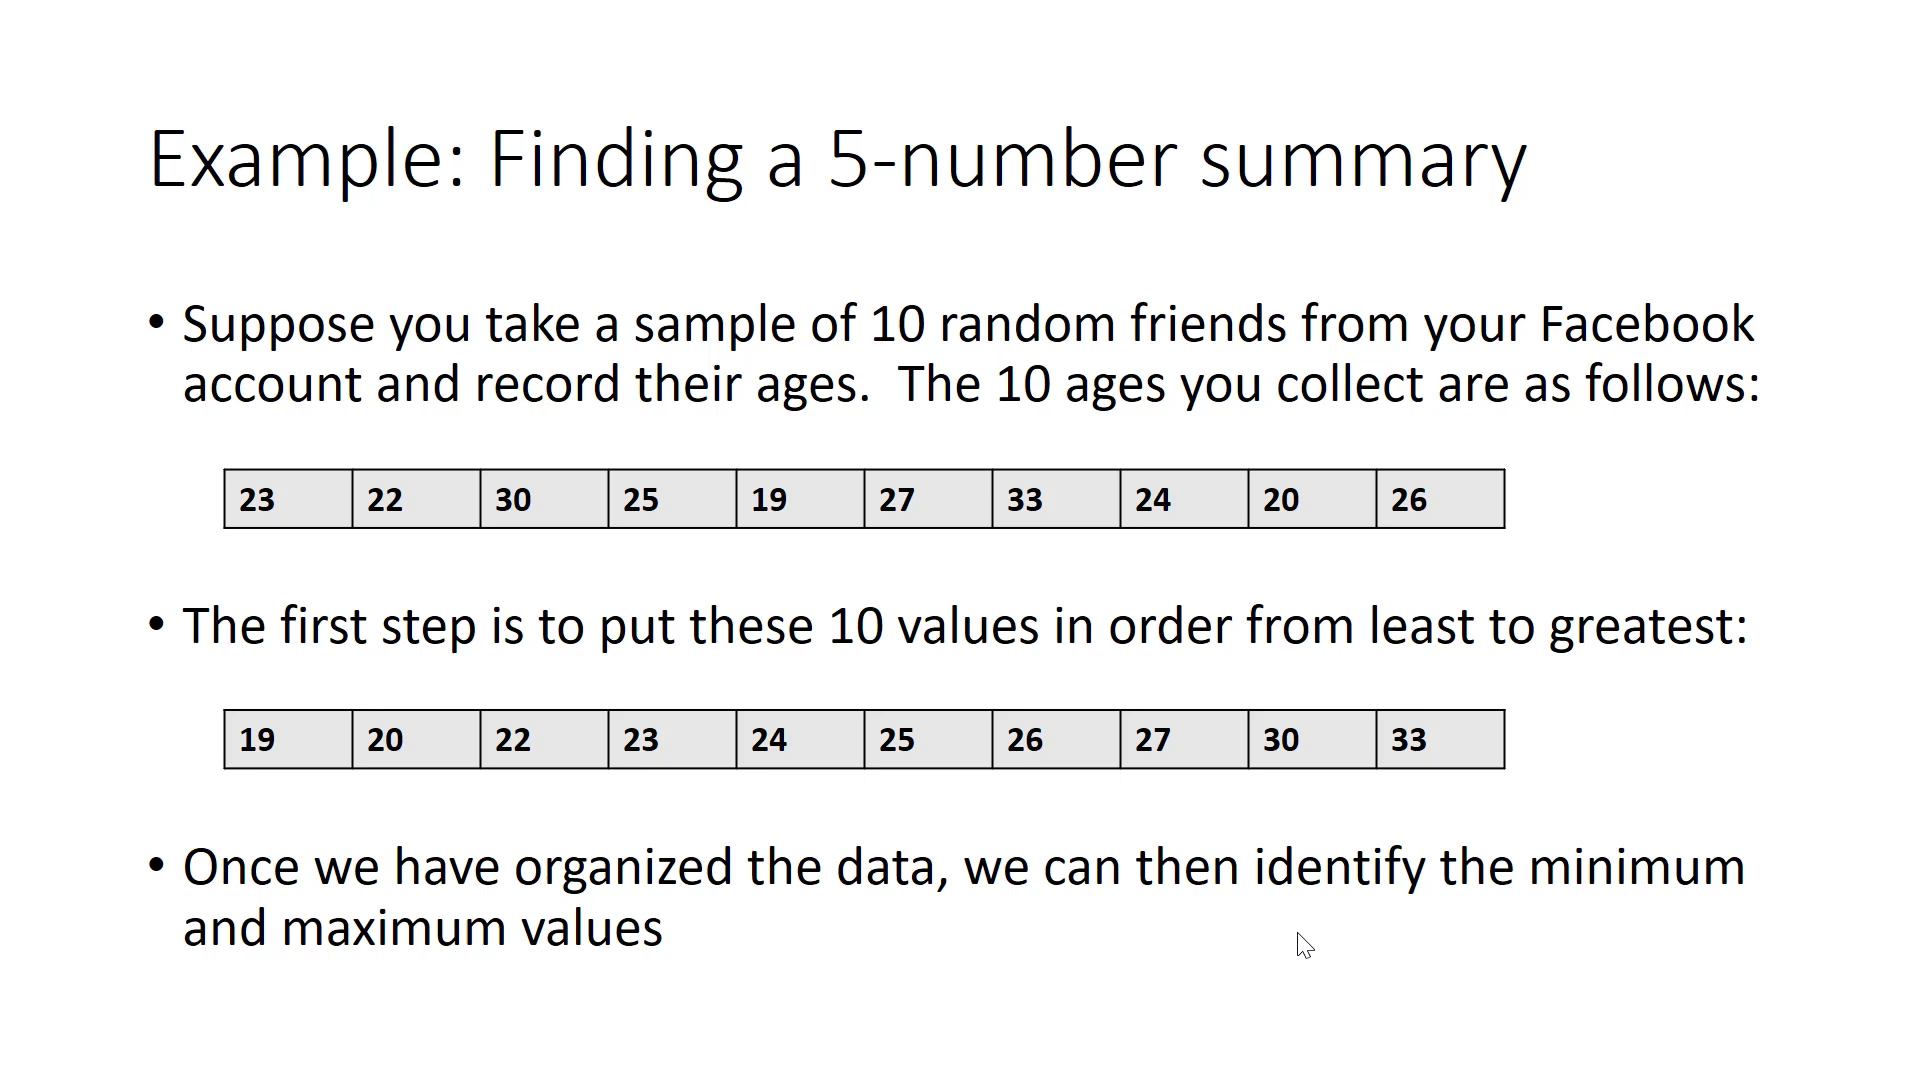 Example: Finding a 5-number summary
• Suppose you take a sample of 10 random friends from your Facebook
account and record their ages.  The 10 ages you collect are as follows:
23 22 30 25 19 27 33 24 20 26
• The first step is to put these 10 values in order from least to greatest:
19 20 22 23 24 25 26 27 30 33
• Once we have organized the data, we can then identify the minimum
and maximum values